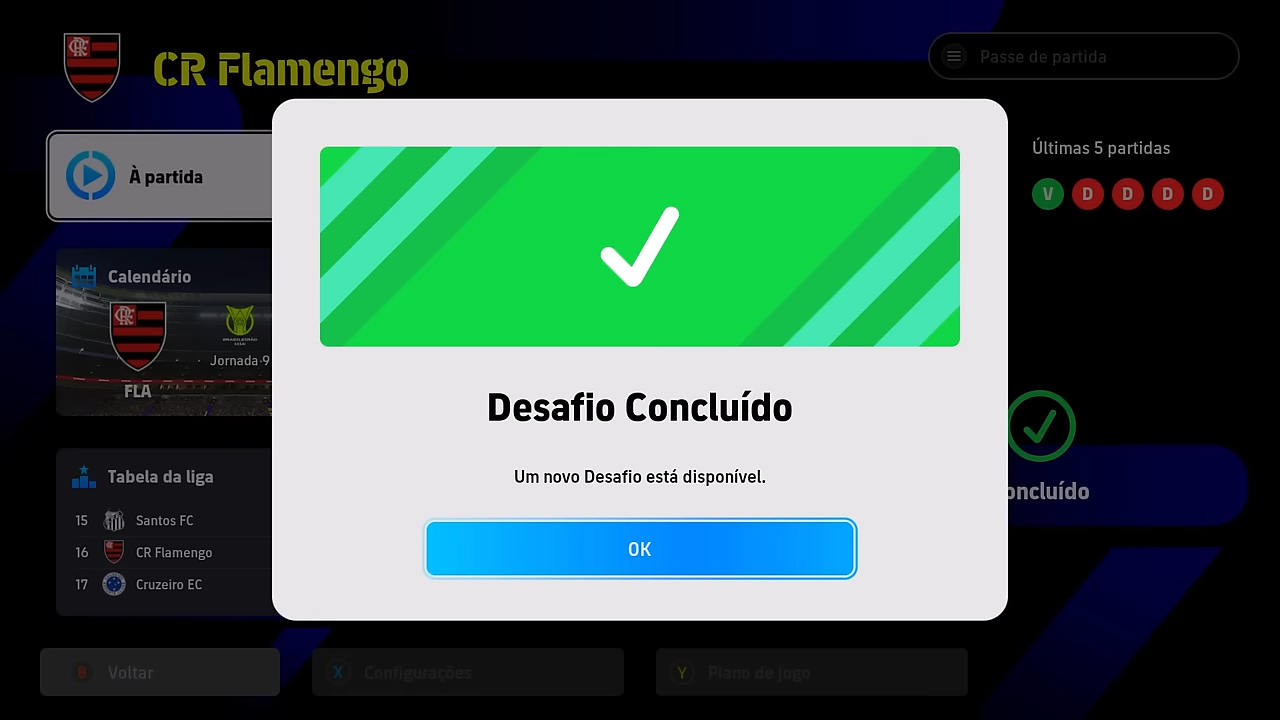 CR Flamengo
Passe de partida
À partida
Últimas 5 partidas
V D D D D
Calendário
Jornada 9
FLA
Desafio Concluído
Um novo Desafio está disponível.
OK
oncluído
Tabela da liga
15 Santos FC
16 CR Flamengo
17 Cruzeiro EC
B Voltar
X Configurações
Y Plano de jogo